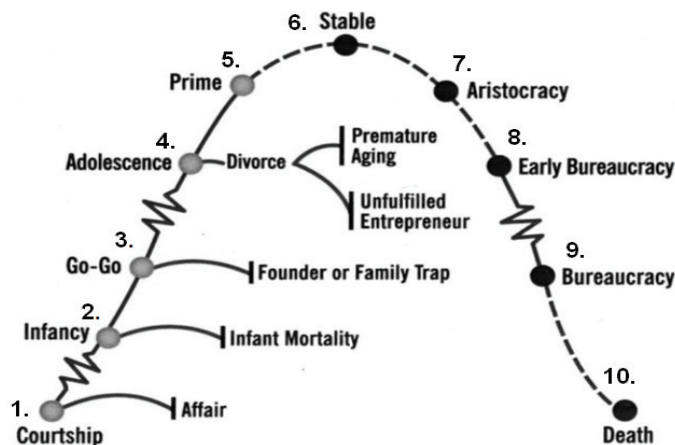 6. Stable
5.
Prime
7.
Aristocracy
4.
Adolescence
Divorce
Premature
Aging
Unfulfilled
Entrepreneur
8.
Early Bureaucracy
3.
Go-Go
Founder or Family Trap
9.
Bureaucracy
2.
Infancy
Infant Mortality
1.
Courtship
Affair
10.
Death